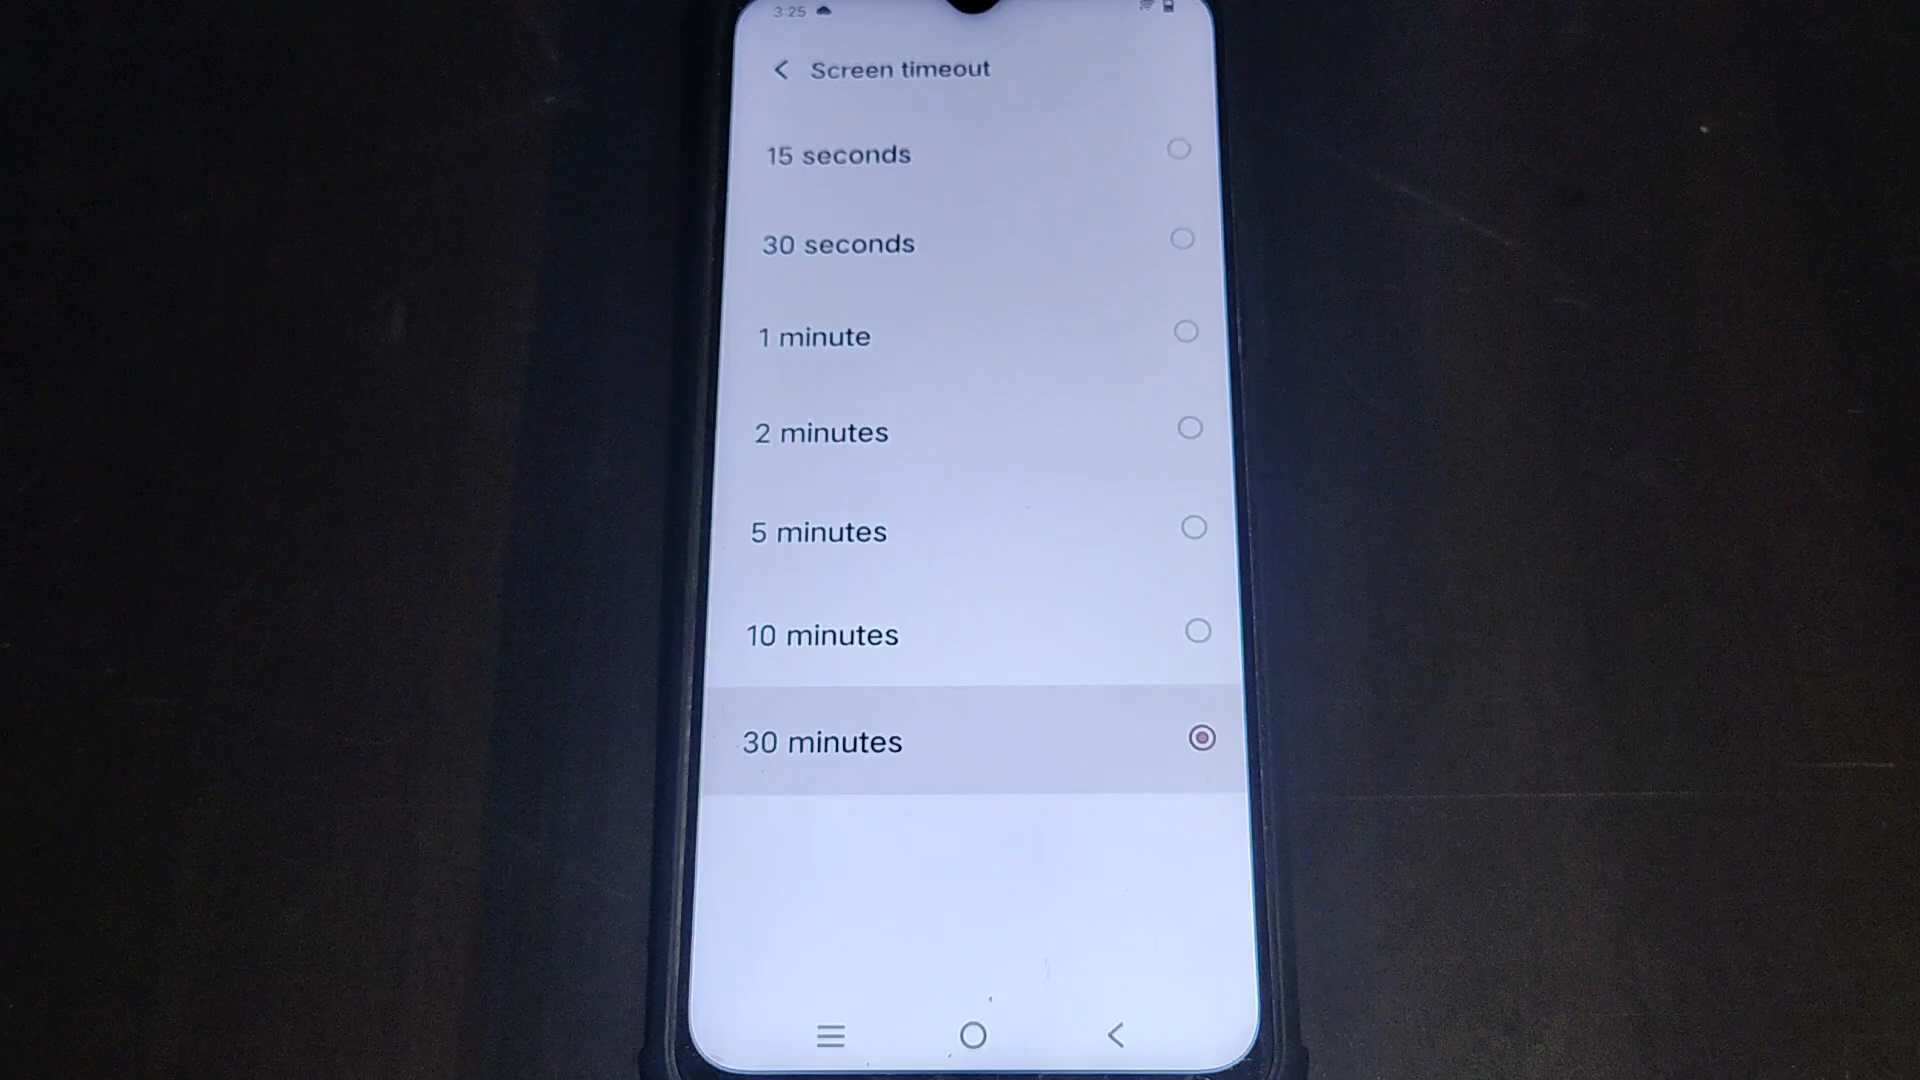 3:25
Screen timeout
15 seconds
30 seconds
1 minute
2 minutes
5 minutes
10 minutes
30 minutes